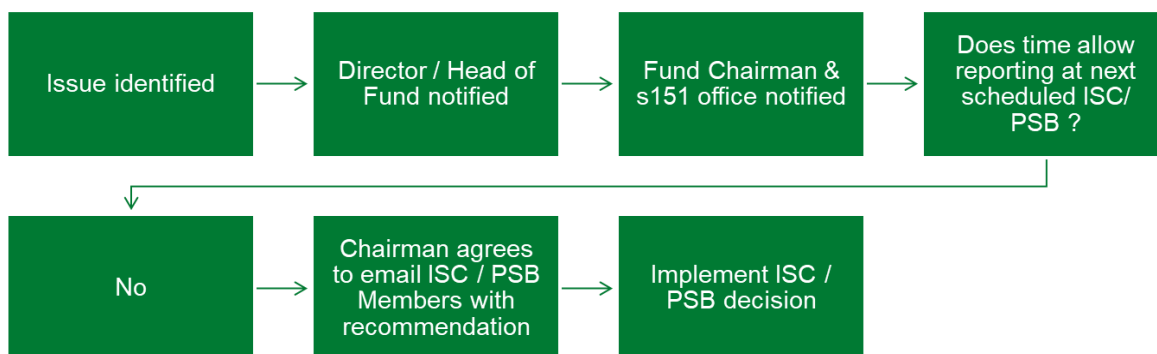 Issue identified
Director / Head of
Fund notified
Fund Chairman &
s151 office notified
Does time allow
reporting at next
scheduled ISC/
PSB ?
No
Chairman agrees
to email ISC / PSB
Members with
recommendation
Implement ISC /
PSB decision